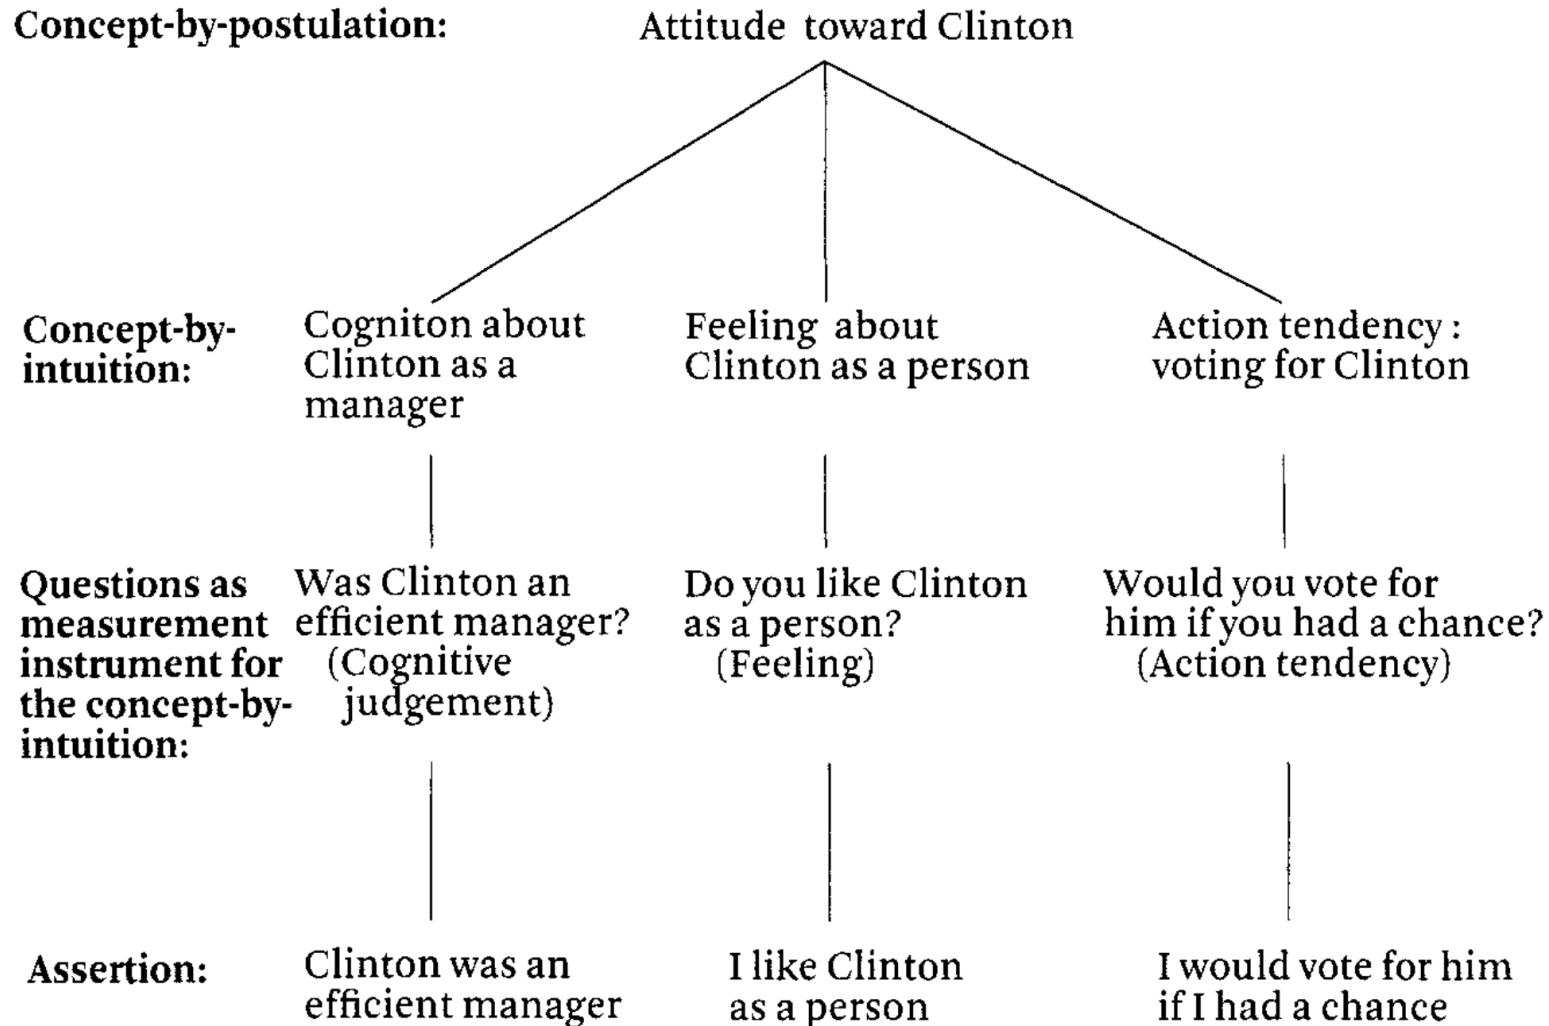 Concept-by-postulation: Attitude toward Clinton
Concept-by-
intuition:
Cogniton about
Clinton as a
manager
Feeling about
Clinton as a person
Action tendency :
voting for Clinton
Questions as
measurement
instrument for
the concept-by-
intuition:
Was Clinton an
efficient manager?
(Cognitive
judgement)
Do you like Clinton
as a person?
(Feeling)
Would you vote for
him if you had a chance?
(Action tendency)
Assertion:
Clinton was an
efficient manager
I like Clinton
as a person
I would vote for him
if I had a chance